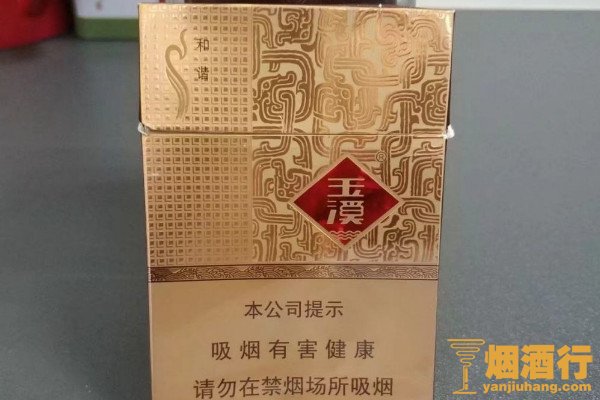 和
谐
玉
溪
®
本公司提示
吸烟有害健康
请勿在禁烟场所吸烟
烟酒行
yanjiuhang.com